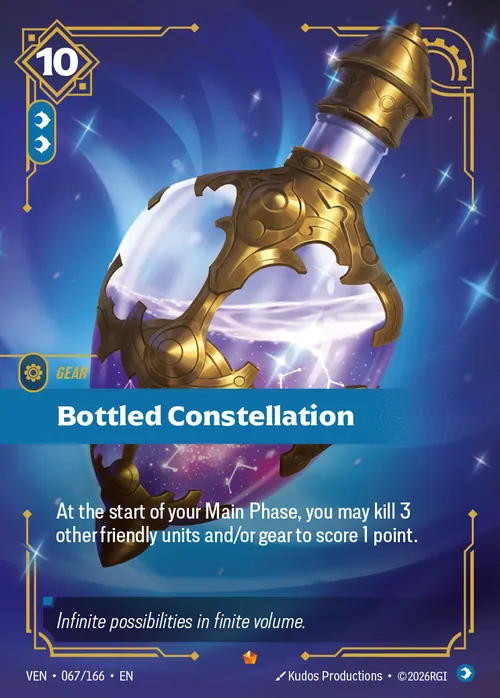 10
GEAR
Bottled Constellation
At the start of your Main Phase, you may kill 3
other friendly units and/or gear to score 1 point.
Infinite possibilities in finite volume.
VEN • 067/166 • EN
Kudos Productions • ©2026RGI